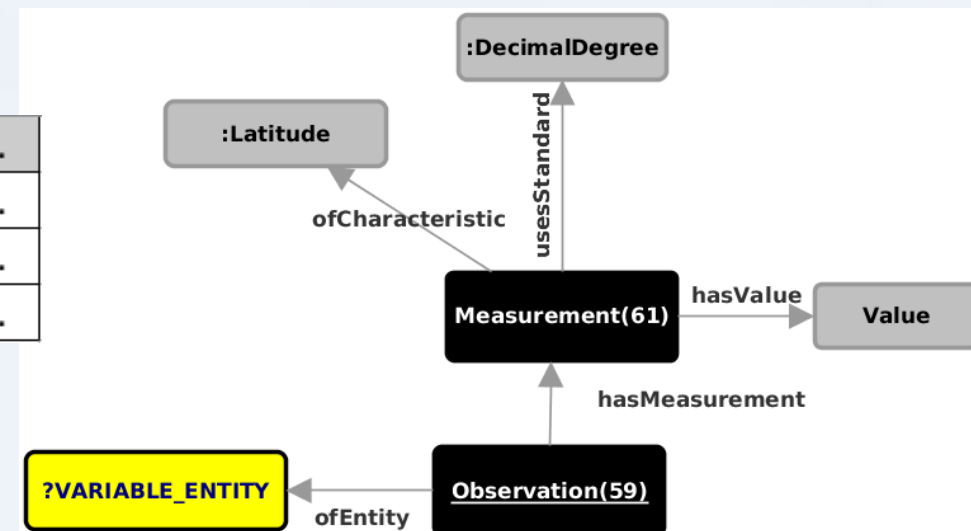 :DecimalDegree
:Latitude
usesStandard
ofCharacteristic
.
.
.
.
Measurement(61)
hasValue
Value
hasMeasurement
?VARIABLE_ENTITY
ofEntity
Observation(59)